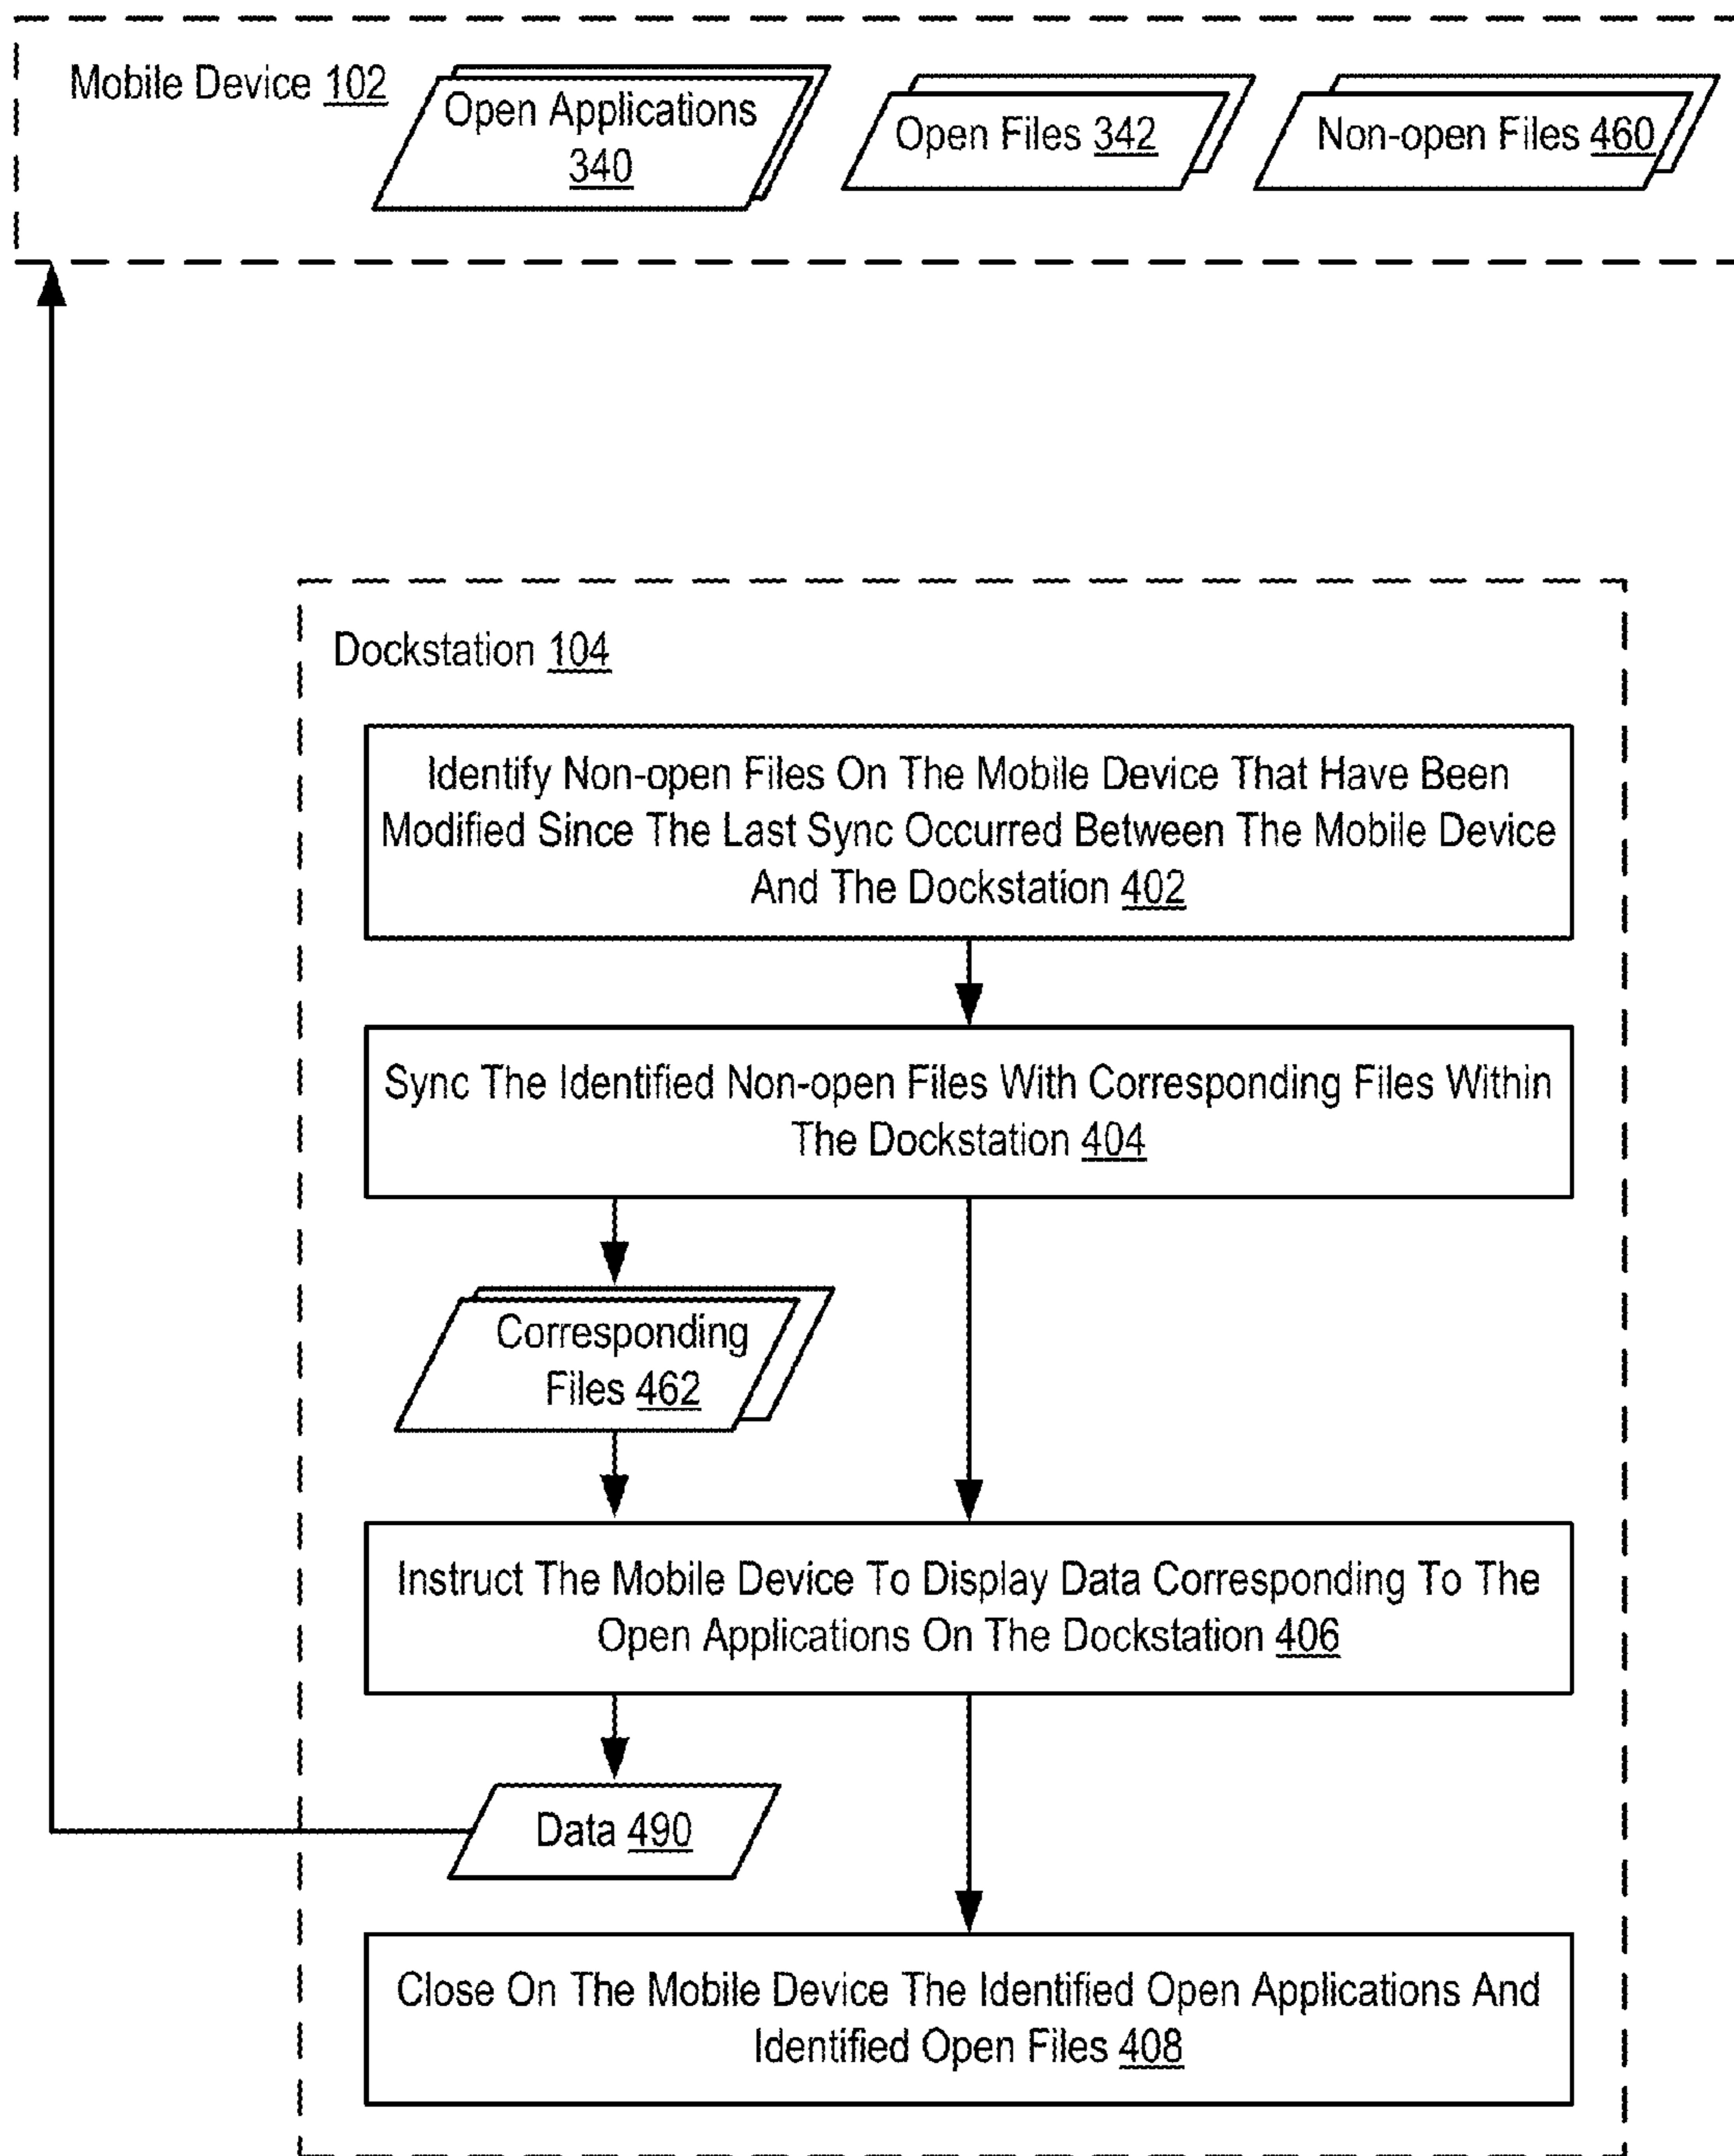 Mobile Device 102
Open Applications
340
Open Files 342
Non-open Files 460
Dockstation 104
Identify Non-open Files On The Mobile Device That Have Been
Modified Since The Last Sync Occurred Between The Mobile Device
And The Dockstation 402
Sync The Identified Non-open Files With Corresponding Files Within
The Dockstation 404
Corresponding
Files 462
Instruct The Mobile Device To Display Data Corresponding To The
Open Applications On The Dockstation 406
Data 490
Close On The Mobile Device The Identified Open Applications And
Identified Open Files 408